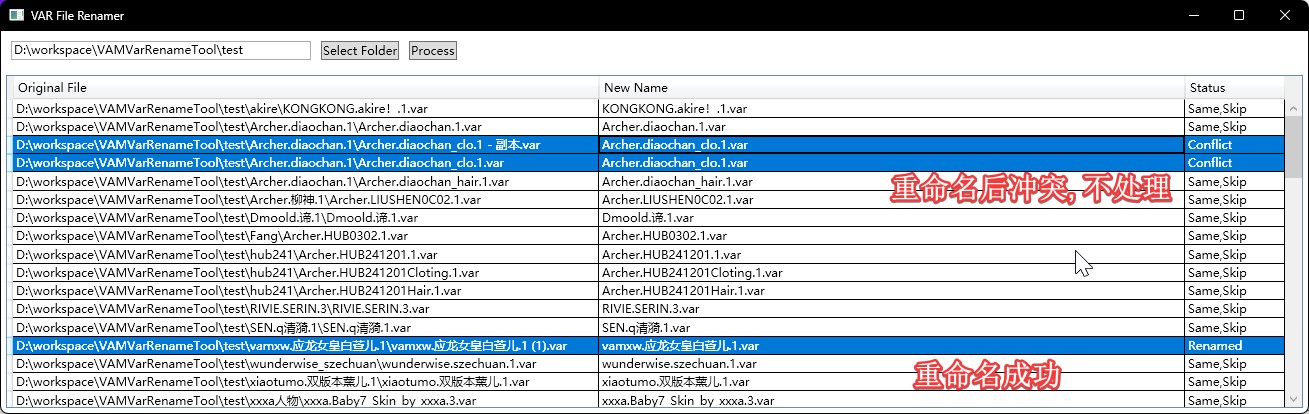 VAR File Renamer
D:\workspace\VAMVarRenameTool\test Select Folder Process
Original File New Name Status
D:\workspace\VAMVarRenameTool\test\akire\KONGKONG.akire！.1.var KONGKONG.akire！.1.var Same,Skip
D:\workspace\VAMVarRenameTool\test\Archer.diaochan.1\Archer.diaochan.1.var Archer.diaochan.1.var Same,Skip
D:\workspace\VAMVarRenameTool\test\Archer.diaochan.1\Archer.diaochan_clo.1 - 副本.var Archer.diaochan_clo.1.var Conflict
D:\workspace\VAMVarRenameTool\test\Archer.diaochan.1\Archer.diaochan_clo.1.var Archer.diaochan_clo.1.var Conflict
D:\workspace\VAMVarRenameTool\test\Archer.diaochan.1\Archer.diaochan_hair.1.var Archer.diaochan_hair.1.var Same,Skip
重命名后冲突, 不处理
D:\workspace\VAMVarRenameTool\test\Archer.柳神.1\Archer.LIUSHEN0C02.1.var Archer.LIUSHEN0C02.1.var Same,Skip
D:\workspace\VAMVarRenameTool\test\Dmoold.谛.1\Dmoold.谛.1.var Dmoold.谛.1.var Same,Skip
D:\workspace\VAMVarRenameTool\test\Fang\Archer.HUB0302.1.var Archer.HUB0302.1.var Same,Skip
D:\workspace\VAMVarRenameTool\test\hub241\Archer.HUB241201.1.var Archer.HUB241201.1.var Same,Skip
D:\workspace\VAMVarRenameTool\test\hub241\Archer.HUB241201Cloting.1.var Archer.HUB241201Cloting.1.var Same,Skip
D:\workspace\VAMVarRenameTool\test\hub241\Archer.HUB241201Hair.1.var Archer.HUB241201Hair.1.var Same,Skip
D:\workspace\VAMVarRenameTool\test\RIVIE.SERIN.3\RIVIE.SERIN.3.var RIVIE.SERIN.3.var Same,Skip
D:\workspace\VAMVarRenameTool\test\SEN.q清漪.1\SEN.q清漪.1.var SEN.q清漪.1.var Same,Skip
D:\workspace\VAMVarRenameTool\test\vamxw.应龙女皇白萱儿.1\vamxw.应龙女皇白萱儿.1 (1).var vamxw.应龙女皇白萱儿.1.var Renamed
D:\workspace\VAMVarRenameTool\test\wunderwise_szechuan\wunderwise.szechuan.1.var wunderwise.szechuan.1.var Same,Skip
重命名成功
D:\workspace\VAMVarRenameTool\test\xiaotumo.双版本薰儿.1\xiaotumo.双版本薰儿.1.var xiaotumo.双版本薰儿.1.var Same,Skip
D:\workspace\VAMVarRenameTool\test\xxxa人物\xxxa.Baby7_Skin_by_xxxa.3.var xxxa.Baby7_Skin_by_xxxa.3.var Same,Skip